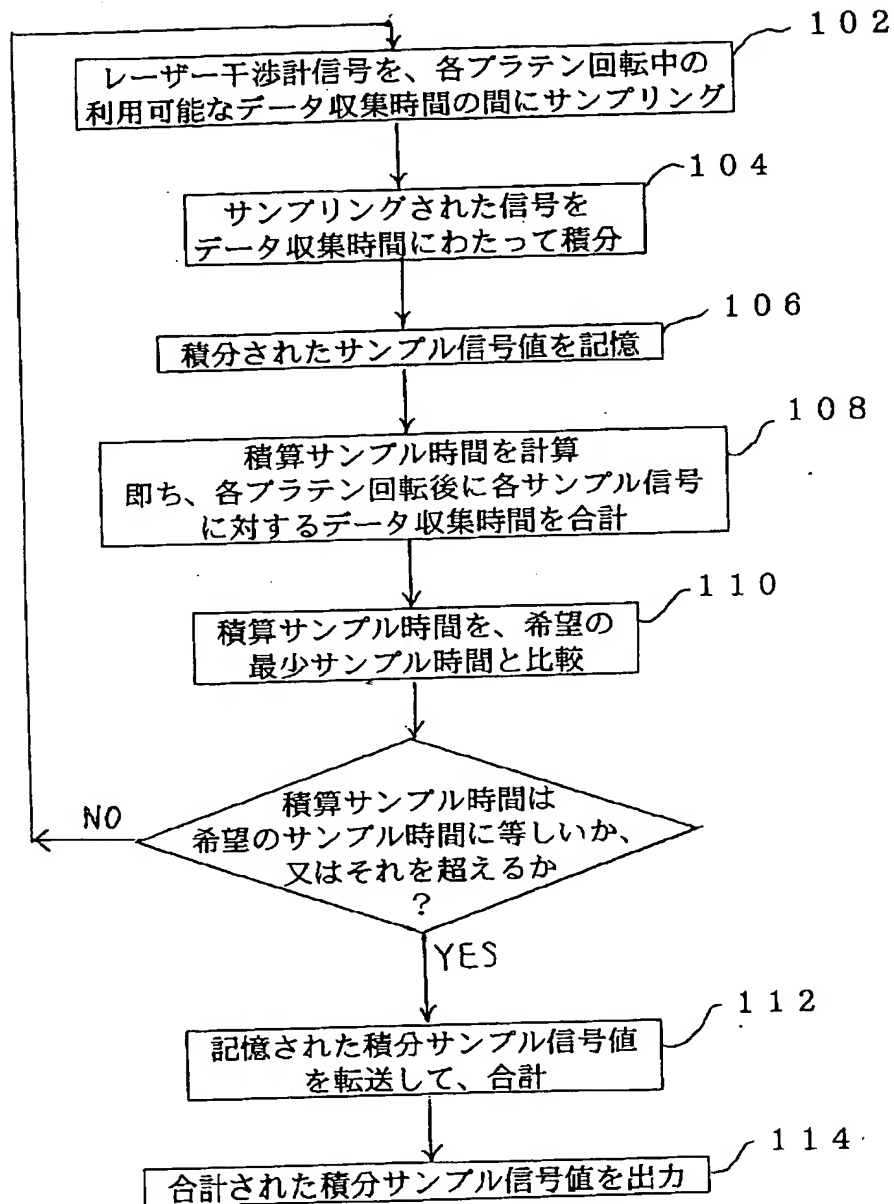 102
レーザー干渉計信号を、各プラテン回転中の
利用可能なデータ収集時間の間にサンプリング
104
サンプリングされた信号を
データ収集時間にわたって積分
106
積分されたサンプル信号値を記憶
108
積算サンプル時間を計算
即ち、各プラテン回転後に各サンプル信号
に対するデータ収集時間を合計
110
積算サンプル時間を、希望の
最少サンプル時間と比較
積算サンプル時間は
希望のサンプル時間に等しいか、
又はそれを超えるか
?
NO
YES
112
記憶された積分サンプル信号値
を転送して、合計
114
合計された積分サンプル信号値を出力